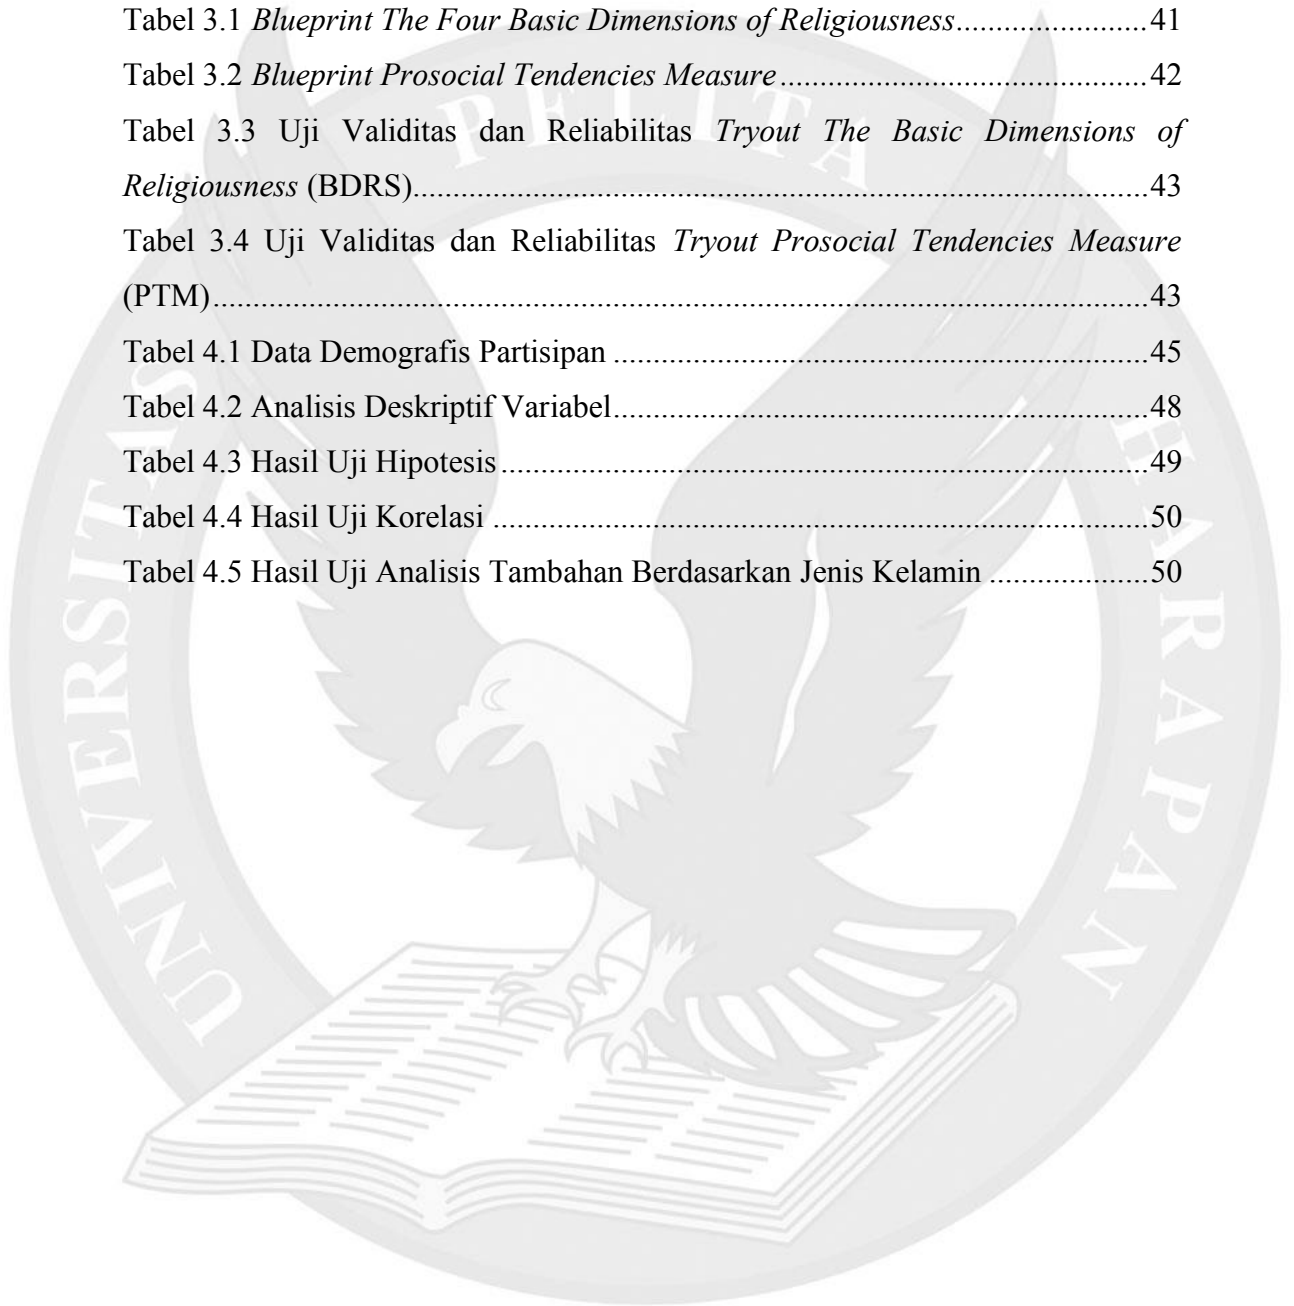 Tabel 3.1 Blueprint The Four Basic Dimensions of Religiousness........................41
Tabel 3.2 Blueprint Prosocial Tendencies Measure...............................................42
Tabel 3.3 Uji Validitas dan Reliabilitas Tryout The Basic Dimensions of
Religiousness (BDRS)..............................................................................................43
Tabel 3.4 Uji Validitas dan Reliabilitas Tryout Prosocial Tendencies Measure
(PTM).......................................................................................................................43
Tabel 4.1 Data Demografis Partisipan ....................................................................45
Tabel 4.2 Analisis Deskriptif Variabel....................................................................48
Tabel 4.3 Hasil Uji Hipotesis...................................................................................49
Tabel 4.4 Hasil Uji Korelasi ....................................................................................50
Tabel 4.5 Hasil Uji Analisis Tambahan Berdasarkan Jenis Kelamin ....................50
UNIVERSITAS PELITA HARAPAN